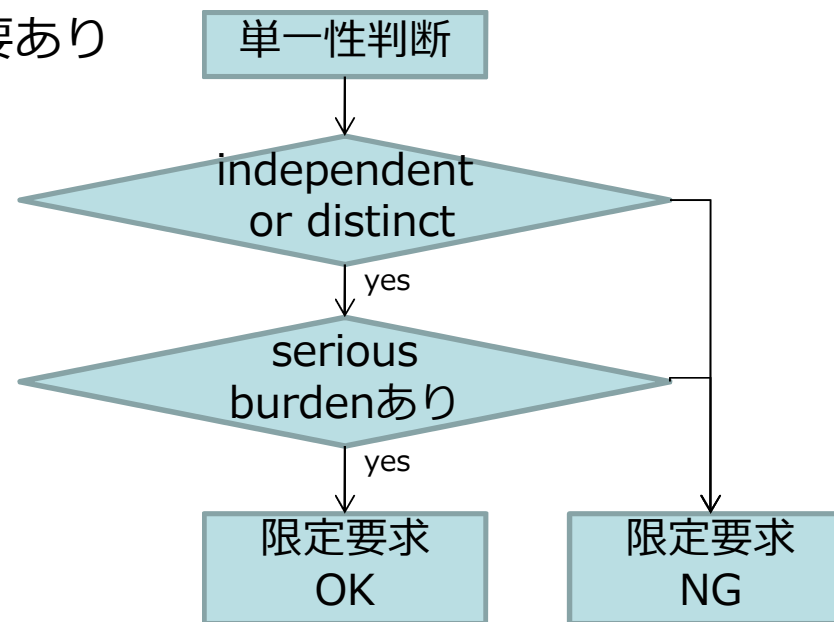 要あり
単一性判断
independent
or distinct
yes
serious
burdenあり
yes
限定要求
OK
限定要求
NG